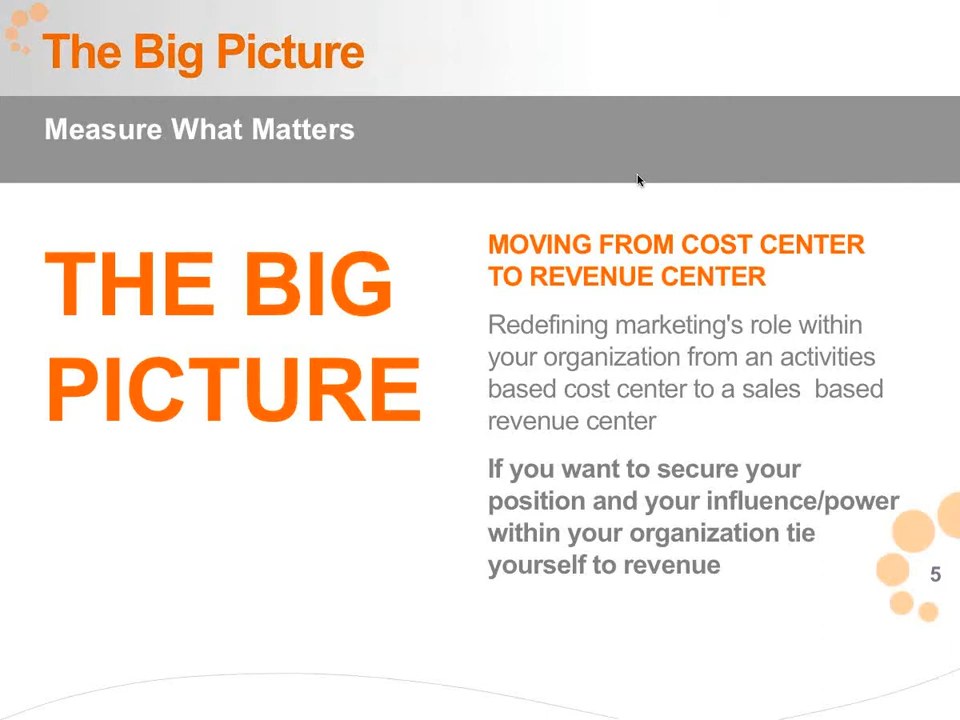 The Big Picture
Measure What Matters
THE BIG
PICTURE
MOVING FROM COST CENTER
TO REVENUE CENTER
Redefining marketing's role within
your organization from an activities
based cost center to a sales  based
revenue center
If you want to secure your
position and your influence/power
within your organization tie
yourself to revenue
5